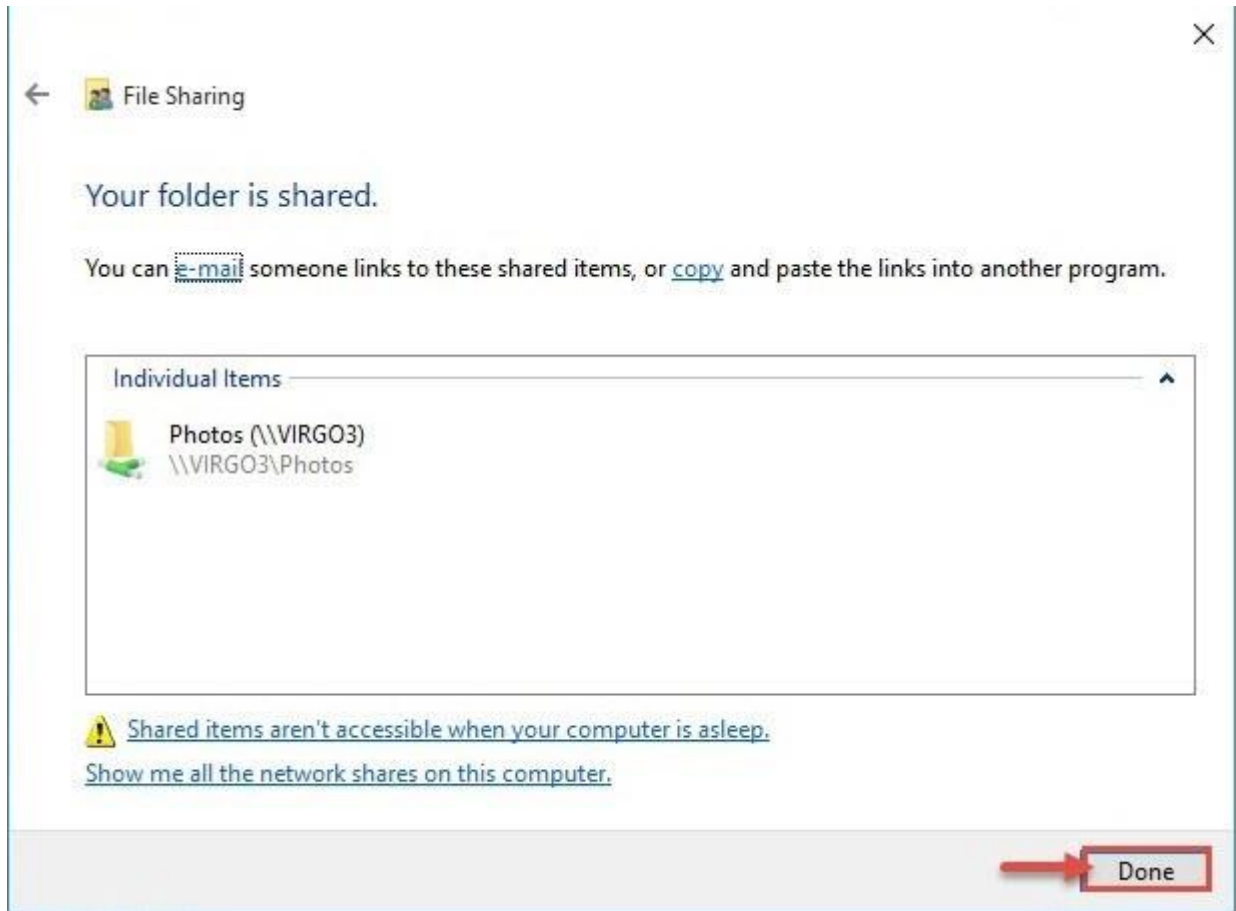 File Sharing
Your folder is shared.
You can e-mail someone links to these shared items, or copy and paste the links into another program.
Individual Items
Photos (\\VIRGO3)
\\VIRGO3\Photos
Shared items aren't accessible when your computer is asleep.
Show me all the network shares on this computer.
Done